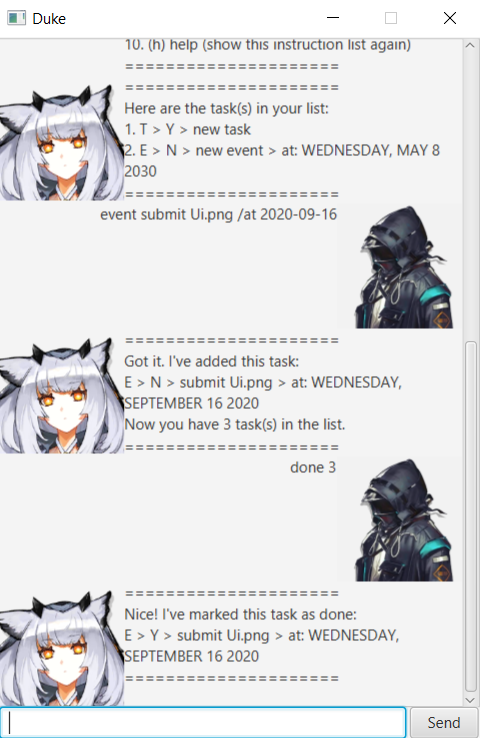 Duke
10. (h) help (show this instruction list again)
=====================
=====================
Here are the task(s) in your list:
1. T > Y > new task
2. E > N > new event > at: WEDNESDAY, MAY 8
2030
=====================
event submit Ui.png /at 2020-09-16
=====================
Got it. I've added this task:
E > N > submit Ui.png > at: WEDNESDAY,
SEPTEMBER 16 2020
Now you have 3 task(s) in the list.
=====================
done 3
=====================
Nice! I've marked this task as done:
E > Y > submit Ui.png > at: WEDNESDAY,
SEPTEMBER 16 2020
=====================
Send